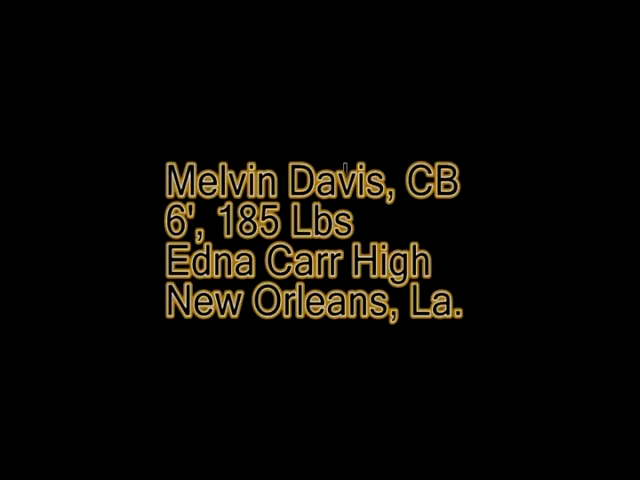 Melvin Davis, CB
6', 185 Lbs
Edna Carr High
New Orleans, La.